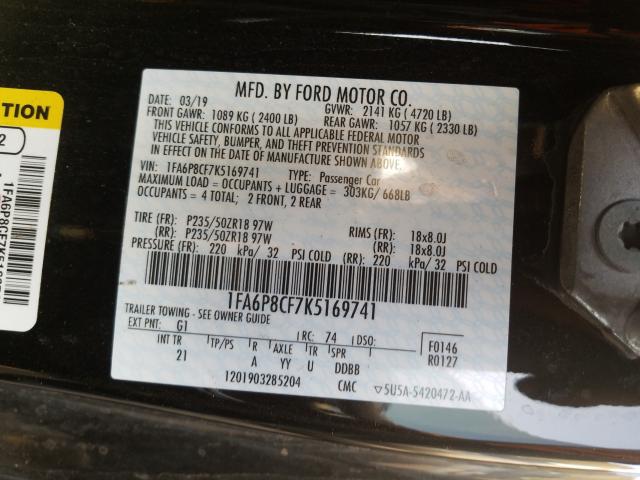 MFD. BY FORD MOTOR CO.
DATE: 03/19 GVWR: 2141 KG ( 4720 LB)
FRONT GAWR: 1089 KG ( 2400 LB) REAR GAWR: 1057 KG ( 2330 LB)
THIS VEHICLE CONFORMS TO ALL APPLICABLE FEDERAL MOTOR
VEHICLE SAFETY, BUMPER, AND THEFT PREVENTION STANDARDS
IN EFFECT ON THE DATE OF MANUFACTURE SHOWN ABOVE.
VIN: 1FA6P8CF7K5169741 TYPE: Passenger Car
MAXIMUM LOAD = OCCUPANTS + LUGGAGE = 303KG/ 668LB
OCCUPANTS = 4 TOTAL; 2 FRONT, 2 REAR
TIRE (FR): P235/50ZR18 97W RIMS (FR): 18x8.0J
(RR): P235/50ZR18 97W (RR): 18x8.0J
PRESSURE (FR): 220 kPa/ 32 PSI COLD (RR): 220 kPa/ 32 PSI COLD
1FA6P8CF7K5169741
TRAILER TOWING - SEE OWNER GUIDE
EXT PNT: G1 RC: 74 DSO: F0146
INT TR TP/PS R AXLE TR SPR R0127
21 A YY U DDBB
1201903285204 CMC ▽5U5A-5420472-AA
TION
2